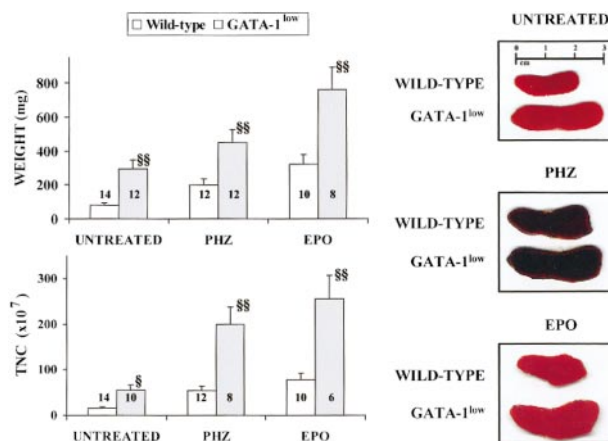 Wild-type GATA-1low
WEIGHT (mg)
800
600
400
200
0
§§
§§
§§
14
12
12
12
10
8
UNTREATED PHZ EPO
TNC (x10^7)
300
200
100
0
§
§§
§§
14
10
12
8
10
6
UNTREATED PHZ EPO
UNTREATED
0 1 2 3
cm
WILD-TYPE
GATA-1low
PHZ
WILD-TYPE
GATA-1low
EPO
WILD-TYPE
GATA-1low